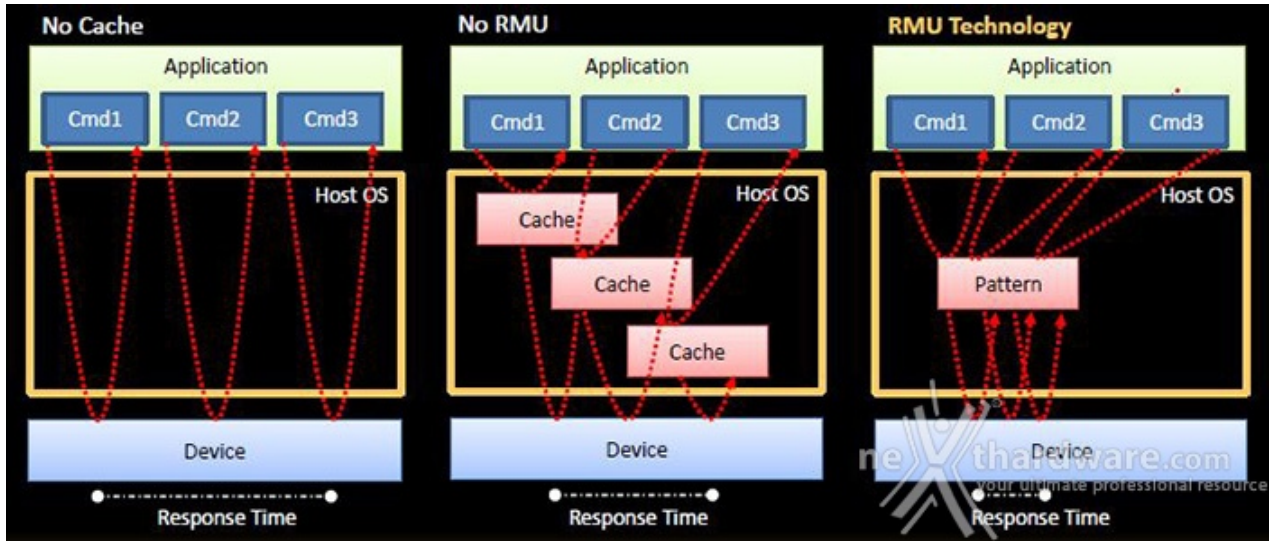 No Cache
Application
Cmd1
Cmd2
Cmd3
Host OS
Device
Response Time
No RMU
Application
Cmd1
Cmd2
Cmd3
Host OS
Cache
Cache
Cache
Device
Response Time
RMU Technology
Application
Cmd1
Cmd2
Cmd3
Host OS
Pattern
Device
Response Time
nexthardware.com
your ultimate professional resource